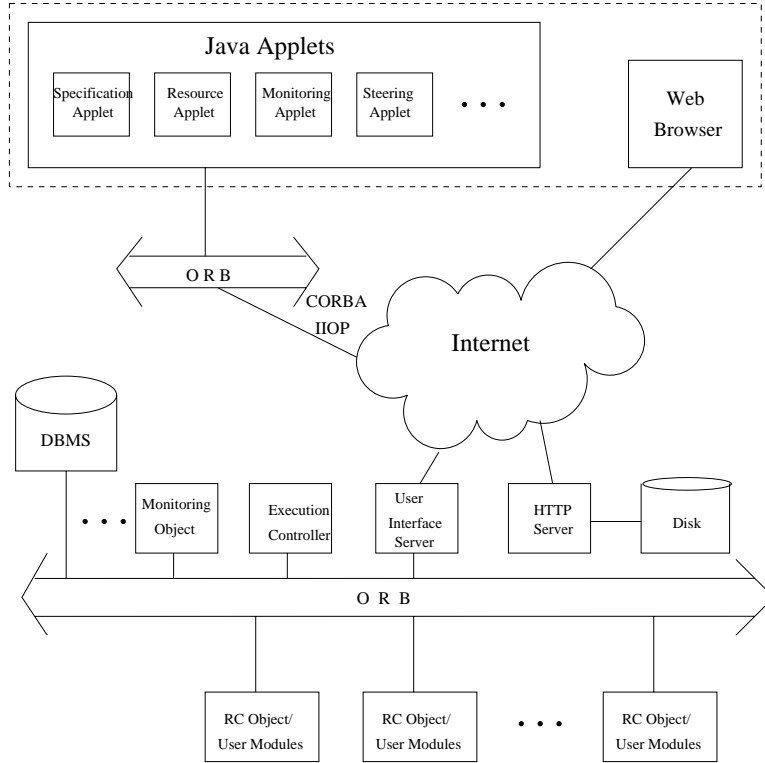 Java Applets
Specification
Applet
Resource
Applet
Monitoring
Applet
Steering
Applet
• • •
Web
Browser
O R B
CORBA
IIOP
Internet
DBMS
• • •
Monitoring
Object
Execution
Controller
User
Interface
Server
HTTP
Server
Disk
O R B
RC Object/
User Modules
RC Object/
User Modules
• • •
RC Object/
User Modules